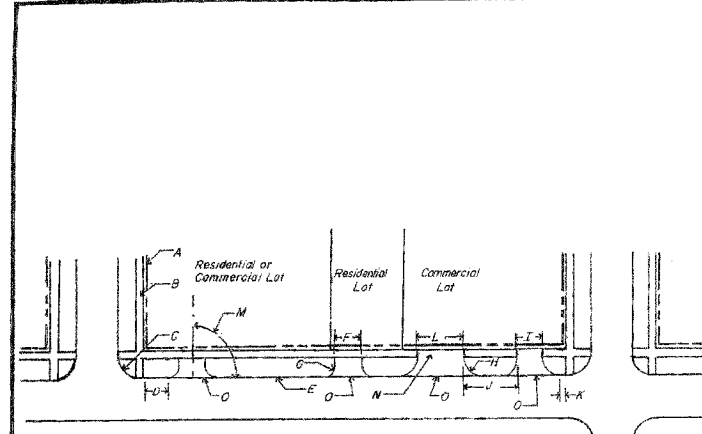 A
Residential or
Commercial Lot
Residential
Lot
Commercial
Lot
B
M
C
F
L
I
G
H
D
O
E
O
N
O
J
O
K